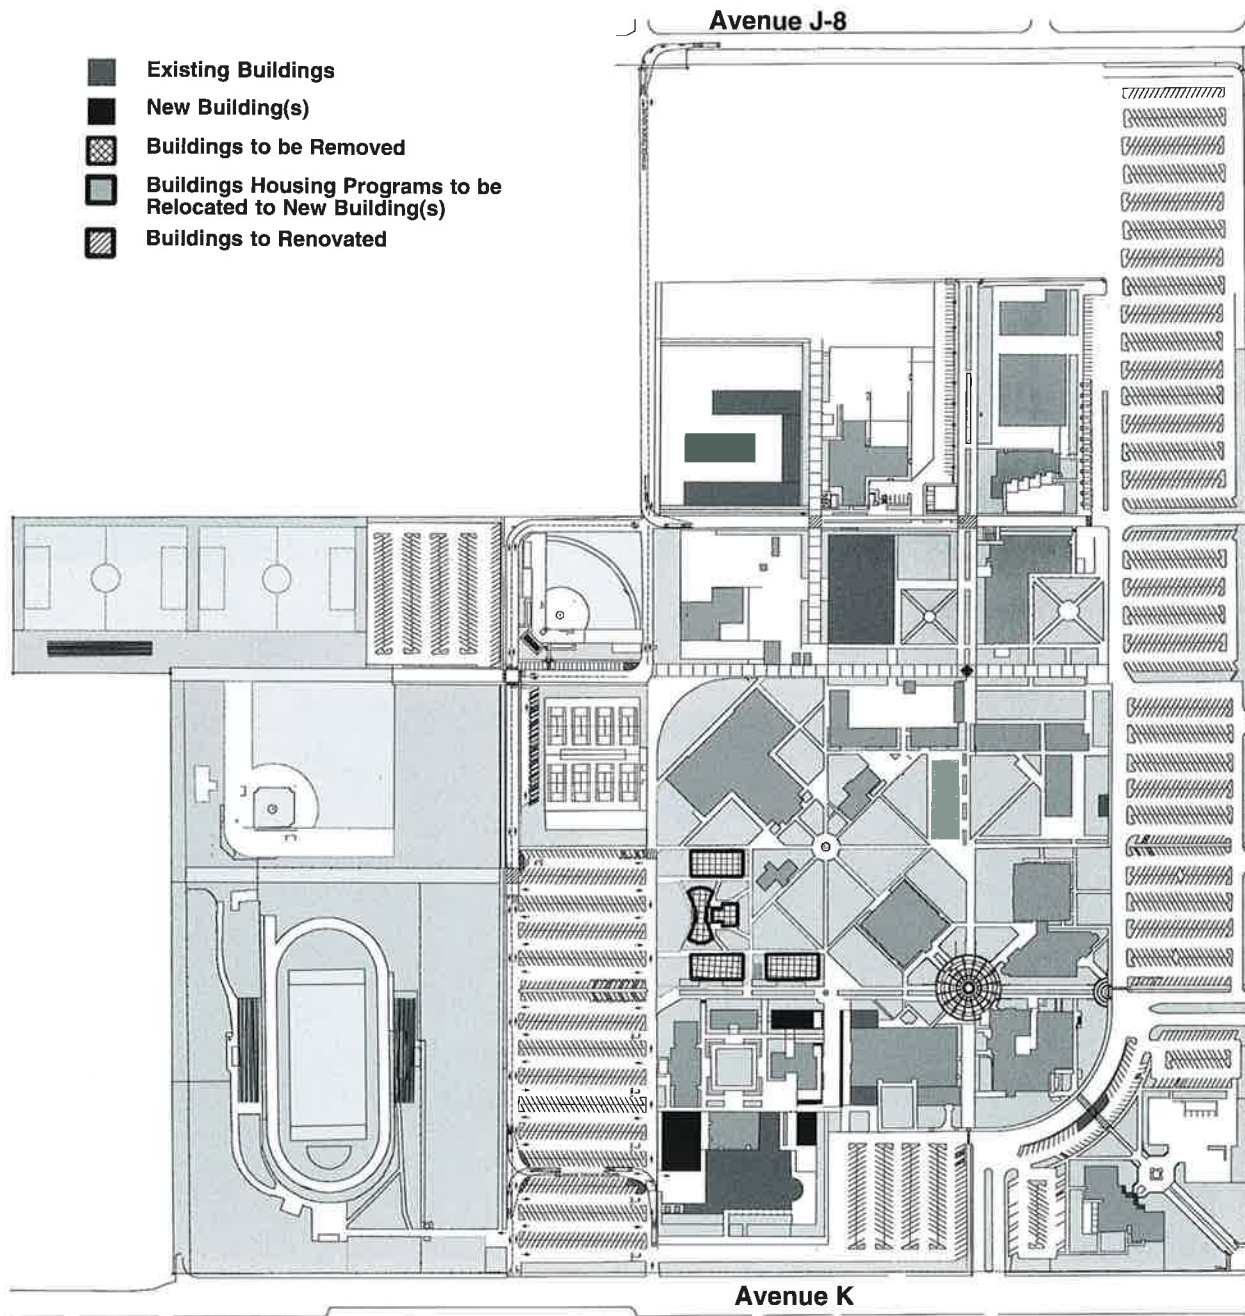 Avenue J-8
Existing Buildings
New Building(s)
Buildings to be Removed
Buildings Housing Programs to be
Relocated to New Building(s)
Buildings to Renovated
Avenue K